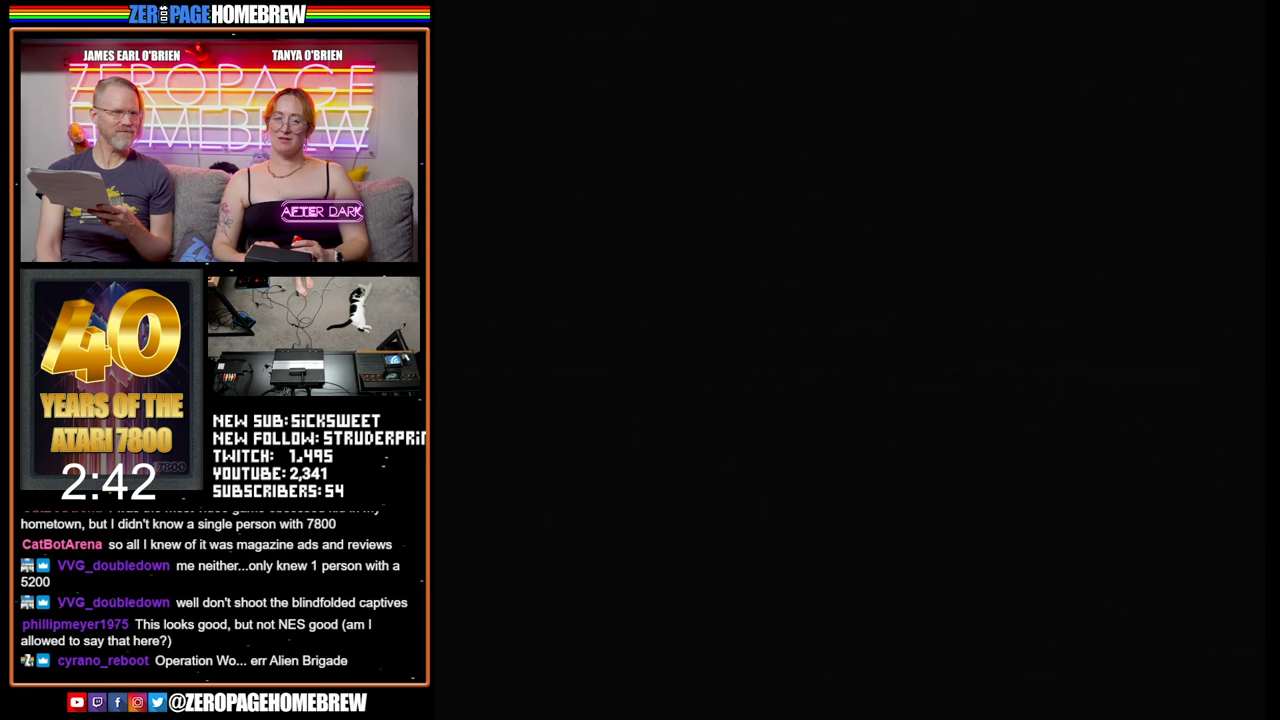 ZEROPAGE HOMEBREW
JAMES EARL O'BRIEN
TANYA O'BRIEN
ZEROPAGE
HOMEBREW
AFTER DARK
40
YEARS OF THE
ATARI 7800
7800
2:42
NEW SUB: SICKSWEET
NEW FOLLOW: STRUDERPRIN
TWITCH: 1,495
YOUTUBE: 2,341
SUBSCRIBERS: 54
hometown, but I didn't know a single person with 7800
CatBotArena so all I knew of it was magazine ads and reviews
VVG_doubledown me neither...only knew 1 person with a
5200
VVG_doubledown well don't shoot the blindfolded captives
phillipmeyer1975 This looks good, but not NES good (am I
allowed to say that here?)
cyrano_reboot Operation Wo... err Alien Brigade
@ZEROPAGEHOMEBREW